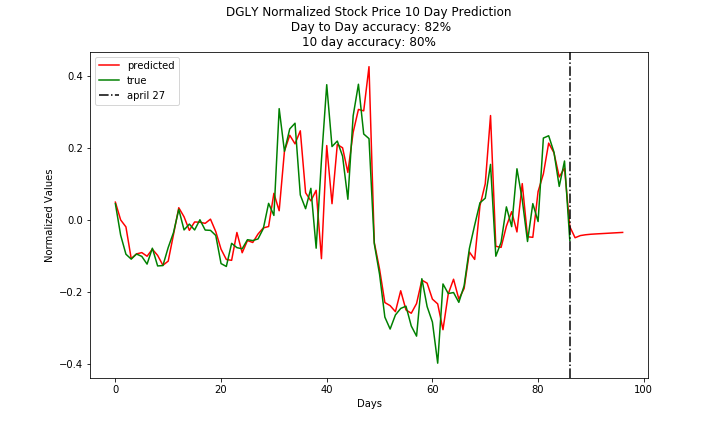 DGLY Normalized Stock Price 10 Day Prediction
Day to Day accuracy: 82%
10 day accuracy: 80%
predicted
true
april 27
Normalized Values
0.4
0.2
0.0
−0.2
−0.4
0
20
40
60
80
100
Days